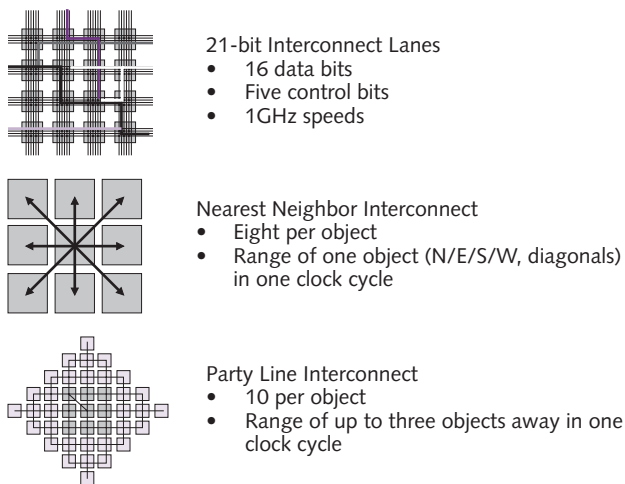 21-bit Interconnect Lanes
• 16 data bits
• Five control bits
• 1GHz speeds
Nearest Neighbor Interconnect
• Eight per object
• Range of one object (N/E/S/W, diagonals)
in one clock cycle
Party Line Interconnect
• 10 per object
• Range of up to three objects away in one
clock cycle